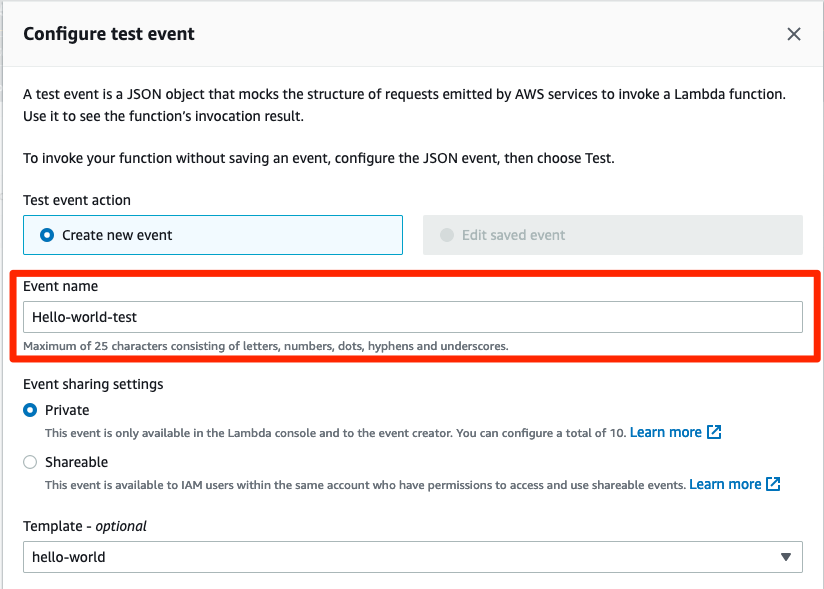 Configure test event
A test event is a JSON object that mocks the structure of requests emitted by AWS services to invoke a Lambda function.
Use it to see the function's invocation result.
To invoke your function without saving an event, configure the JSON event, then choose Test.
Test event action
Create new event
Edit saved event
Event name
Hello-world-test
Maximum of 25 characters consisting of letters, numbers, dots, hyphens and underscores.
Event sharing settings
Private
This event is only available in the Lambda console and to the event creator. You can configure a total of 10. Learn more
Shareable
This event is available to IAM users within the same account who have permissions to access and use shareable events. Learn more
Template - optional
hello-world